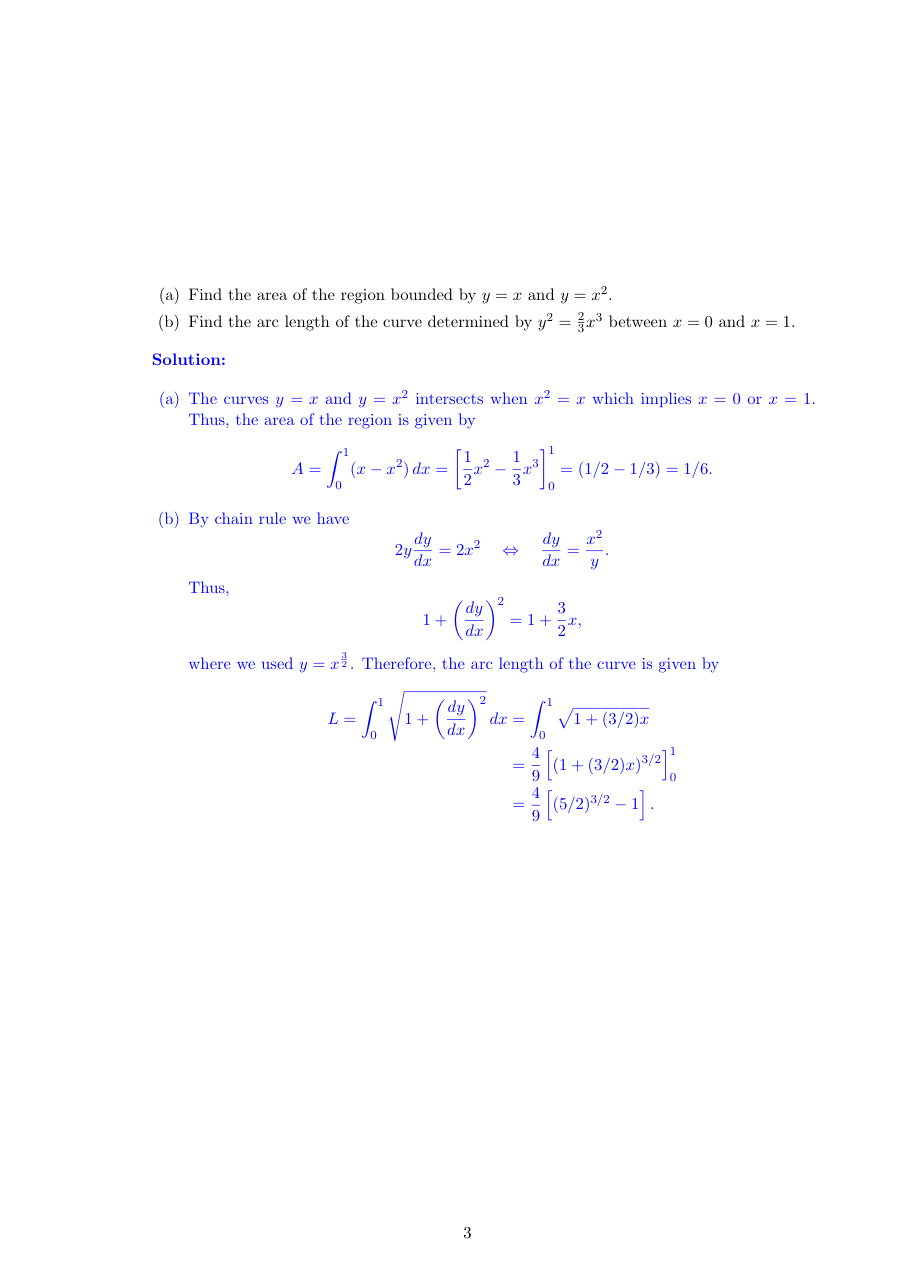 (a) Find the area of the region bounded by y = x and y = x².
(b) Find the arc length of the curve determined by y² = 2/3 x³ between x = 0 and x = 1.
Solution:
(a) The curves y = x and y = x² intersects when x² = x which implies x = 0 or x = 1.
Thus, the area of the region is given by
A = ∫₀¹ (x − x²) dx = [1/2 x² − 1/3 x³]₀¹ = (1/2 − 1/3) = 1/6.
(b) By chain rule we have
2y dy/dx = 2x² ⇔ dy/dx = x²/y.
Thus,
1 + (dy/dx)² = 1 + 3/2 x,
where we used y = x^(3/2). Therefore, the arc length of the curve is given by
L = ∫₀¹ √(1 + (dy/dx)²) dx = ∫₀¹ √(1 + (3/2)x)
= 4/9 [(1 + (3/2)x)^(3/2)]₀¹
= 4/9 [(5/2)^(3/2) − 1].
3